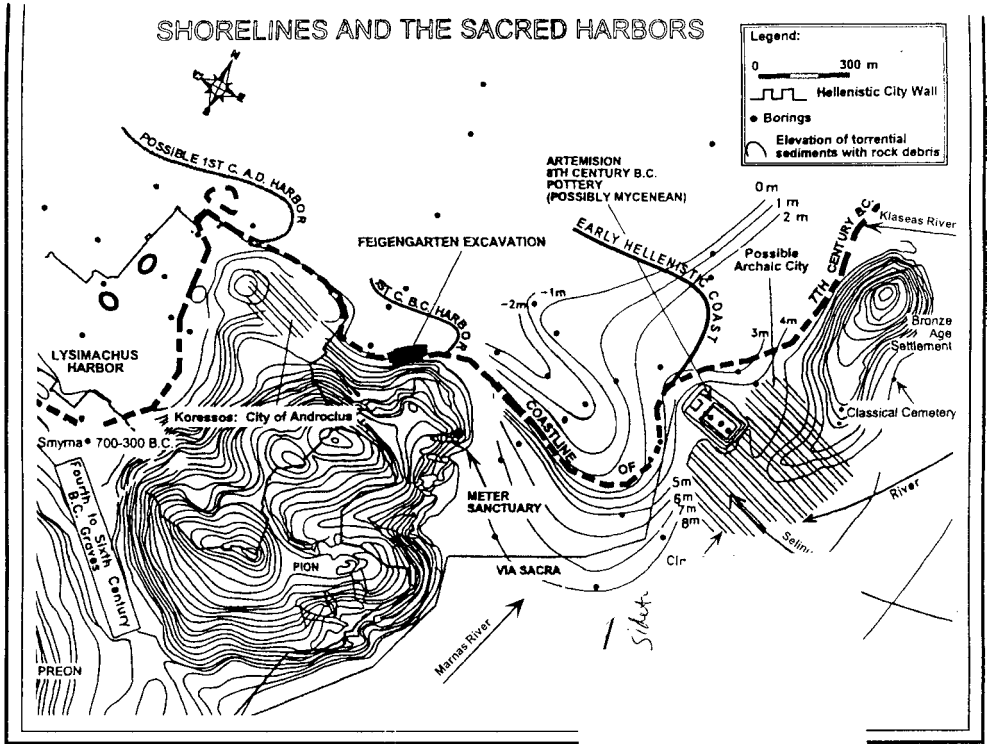 SHORELINES AND THE SACRED HARBORS
Legend:
0 300 m
Hellenistic City Wall
Borings
Elevation of torrential
sediments with rock debris
N
POSSIBLE 1ST C. A.D. HARBOR
ARTEMISION
8TH CENTURY B.C.
POTTERY
(POSSIBLY MYCENEAN)
0 m
1 m
2 m
7TH CENTURY B.C.
Klaseas River
FEIGENGARTEN EXCAVATION
EARLY HELLENISTIC COAST
Possible
Archaic City
1ST C. B.C. HARBOR
-2m
-1m
4m
3m
Bronze
Age
Settlement
LYSIMACHUS
HARBOR
Koressos: City of Androclus
COASTLINE OF
Classical Cemetery
Smyrna 700-300 B.C.
Fourth to Sixth Century
B.C. Graves
METER
SANCTUARY
5m
6m
7m
8m
River
Selin
PION
VIA SACRA
Cir
Marnas River
PREON